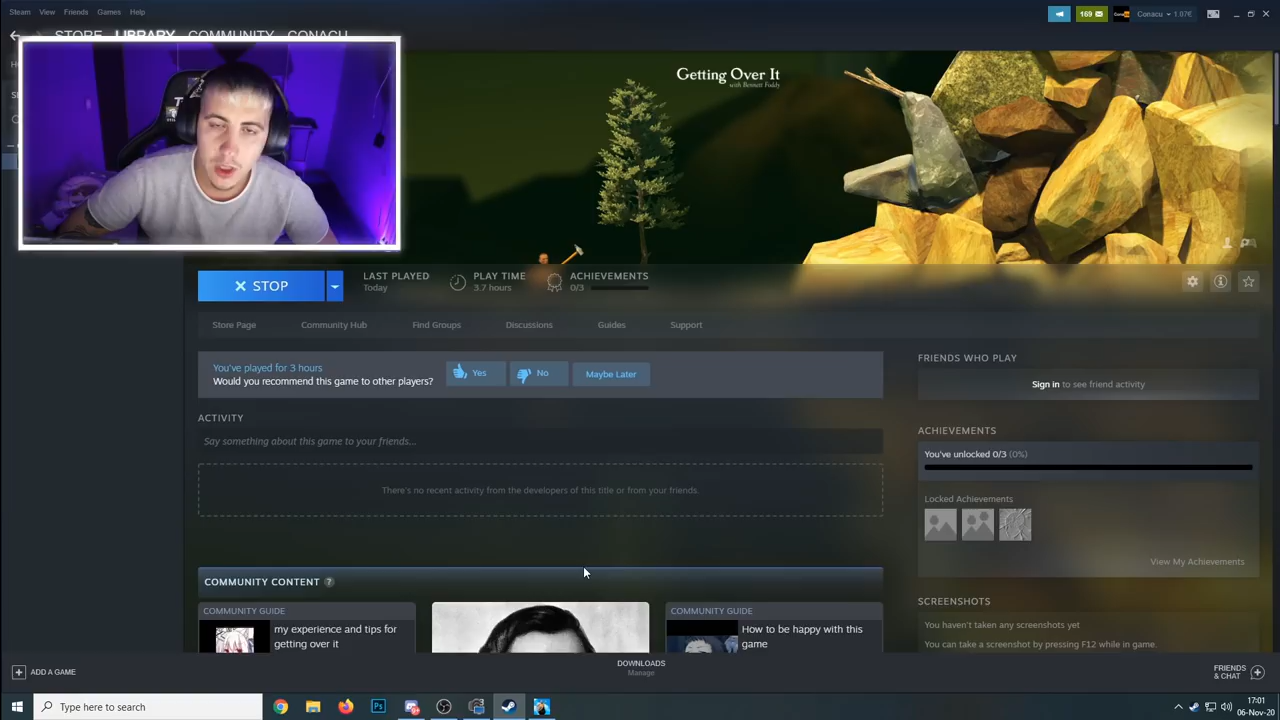 Steam View Friends Games Help
169
Conacu 1.07€
STORE LIBRARY COMMUNITY CONACU
Getting Over It
with Bennett Foddy
STOP
LAST PLAYED
Today
PLAY TIME
3.7 hours
ACHIEVEMENTS
0/3
Store Page Community Hub Find Groups Discussions Guides Support
You've played for 3 hours
Would you recommend this game to other players?
Yes No Maybe Later
ACTIVITY
Say something about this game to your friends...
There's no recent activity from the developers of this title or from your friends.
COMMUNITY CONTENT ?
COMMUNITY GUIDE
my experience and tips for
getting over it
COMMUNITY GUIDE
How to be happy with this
game
FRIENDS WHO PLAY
Sign in to see friend activity
ACHIEVEMENTS
You've unlocked 0/3 (0%)
Locked Achievements
View My Achievements
SCREENSHOTS
You haven't taken any screenshots yet
You can take a screenshot by pressing F12 while in game.
ADD A GAME
DOWNLOADS
Manage
FRIENDS
& CHAT
Type here to search
Ps
17:01
06-Nov-20